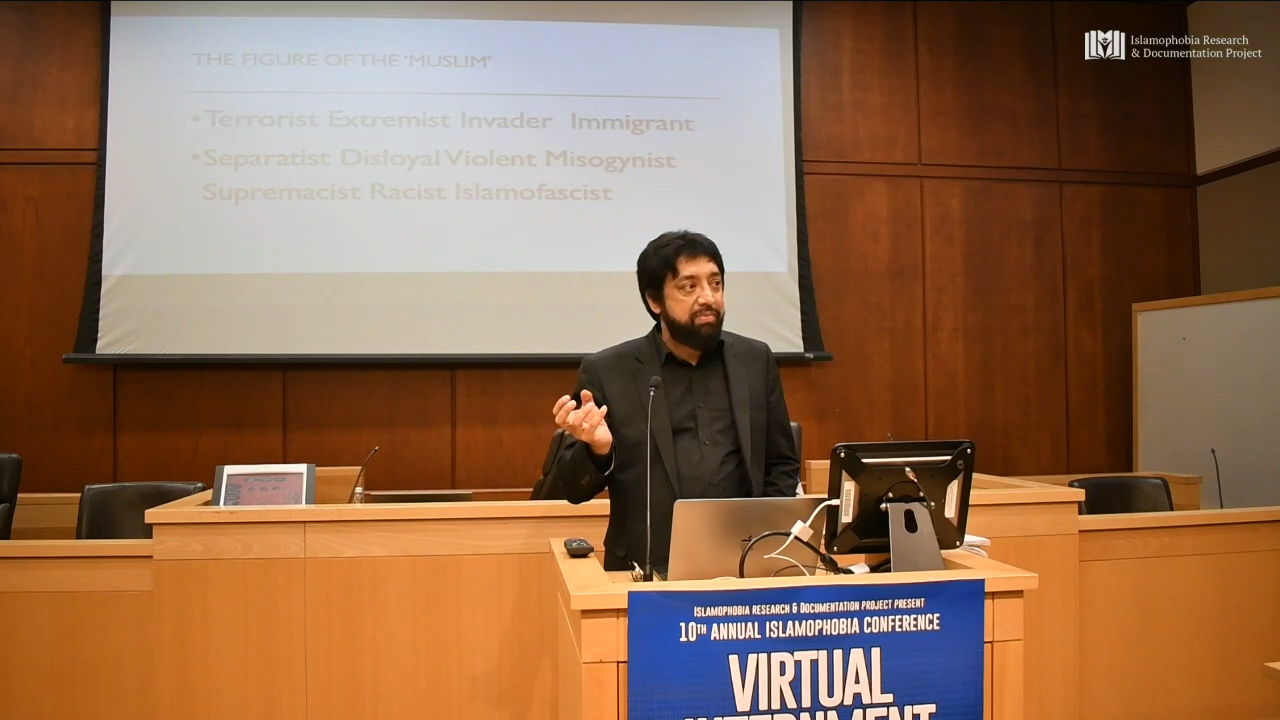 Islamophobia Research
& Documentation Project
THE FIGURE OF THE 'MUSLIM'
•Terrorist Extremist Invader Immigrant
•Separatist Disloyal Violent Misogynist
Supremacist Racist Islamofascist
ISLAMOPHOBIA RESEARCH & DOCUMENTATION PROJECT PRESENT
10TH ANNUAL ISLAMOPHOBIA CONFERENCE
VIRTUAL
INTERNMENT